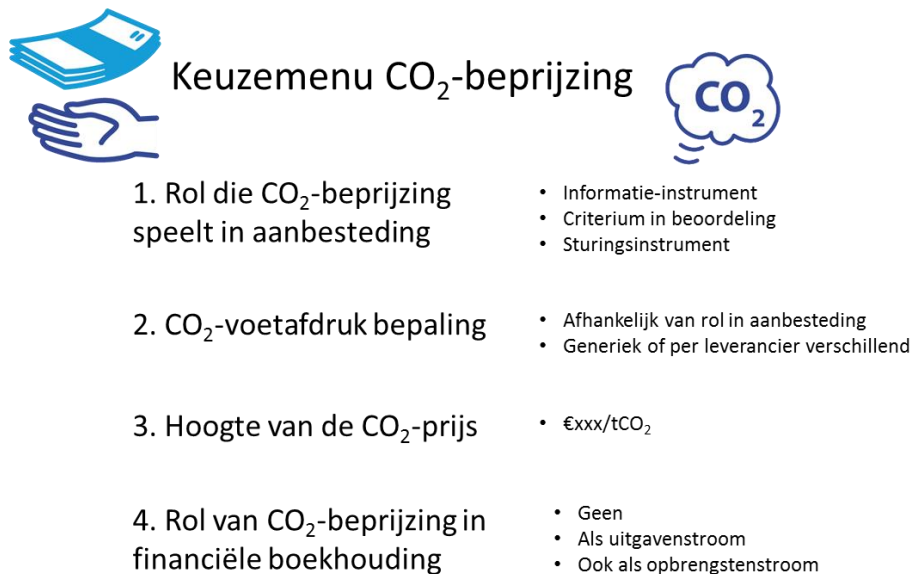 Keuzemenu CO₂-beprijzing
CO₂
1. Rol die CO₂-beprijzing
speelt in aanbesteding
• Informatie-instrument
• Criterium in beoordeling
• Sturingsinstrument
2. CO₂-voetafdruk bepaling
• Afhankelijk van rol in aanbesteding
• Generiek of per leverancier verschillend
3. Hoogte van de CO₂-prijs
• €xxx/tCO₂
4. Rol van CO₂-beprijzing in
financiële boekhouding
• Geen
• Als uitgavenstroom
• Ook als opbrengstenstroom